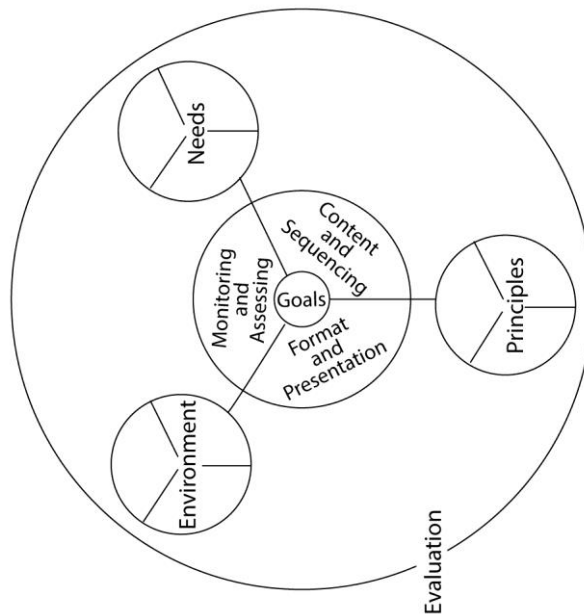 Needs
Environment
Monitoring
and
Assessing
Content
and
Sequencing
Goals
Format
and
Presentation
Principles
Evaluation